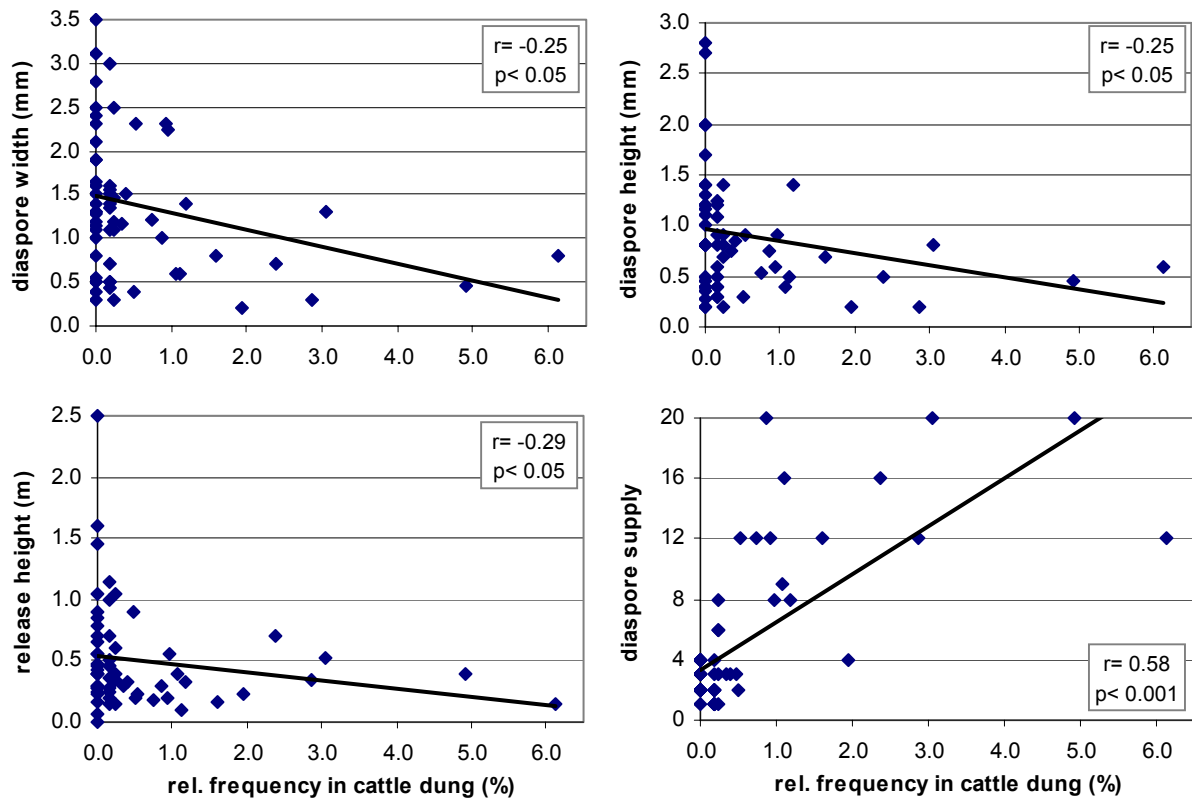 diaspore width (mm)
3.5
3.0
2.5
2.0
1.5
1.0
0.5
0.0
r= -0.25
p< 0.05
0.0 1.0 2.0 3.0 4.0 5.0 6.0
diaspore height (mm)
3.0
2.5
2.0
1.5
1.0
0.5
0.0
r= -0.25
p< 0.05
0.0 1.0 2.0 3.0 4.0 5.0 6.0
release height (m)
2.5
2.0
1.5
1.0
0.5
0.0
r= -0.29
p< 0.05
0.0 1.0 2.0 3.0 4.0 5.0 6.0
rel. frequency in cattle dung (%)
diaspore supply
20
16
12
8
4
0
r= 0.58
p< 0.001
0.0 1.0 2.0 3.0 4.0 5.0 6.0
rel. frequency in cattle dung (%)